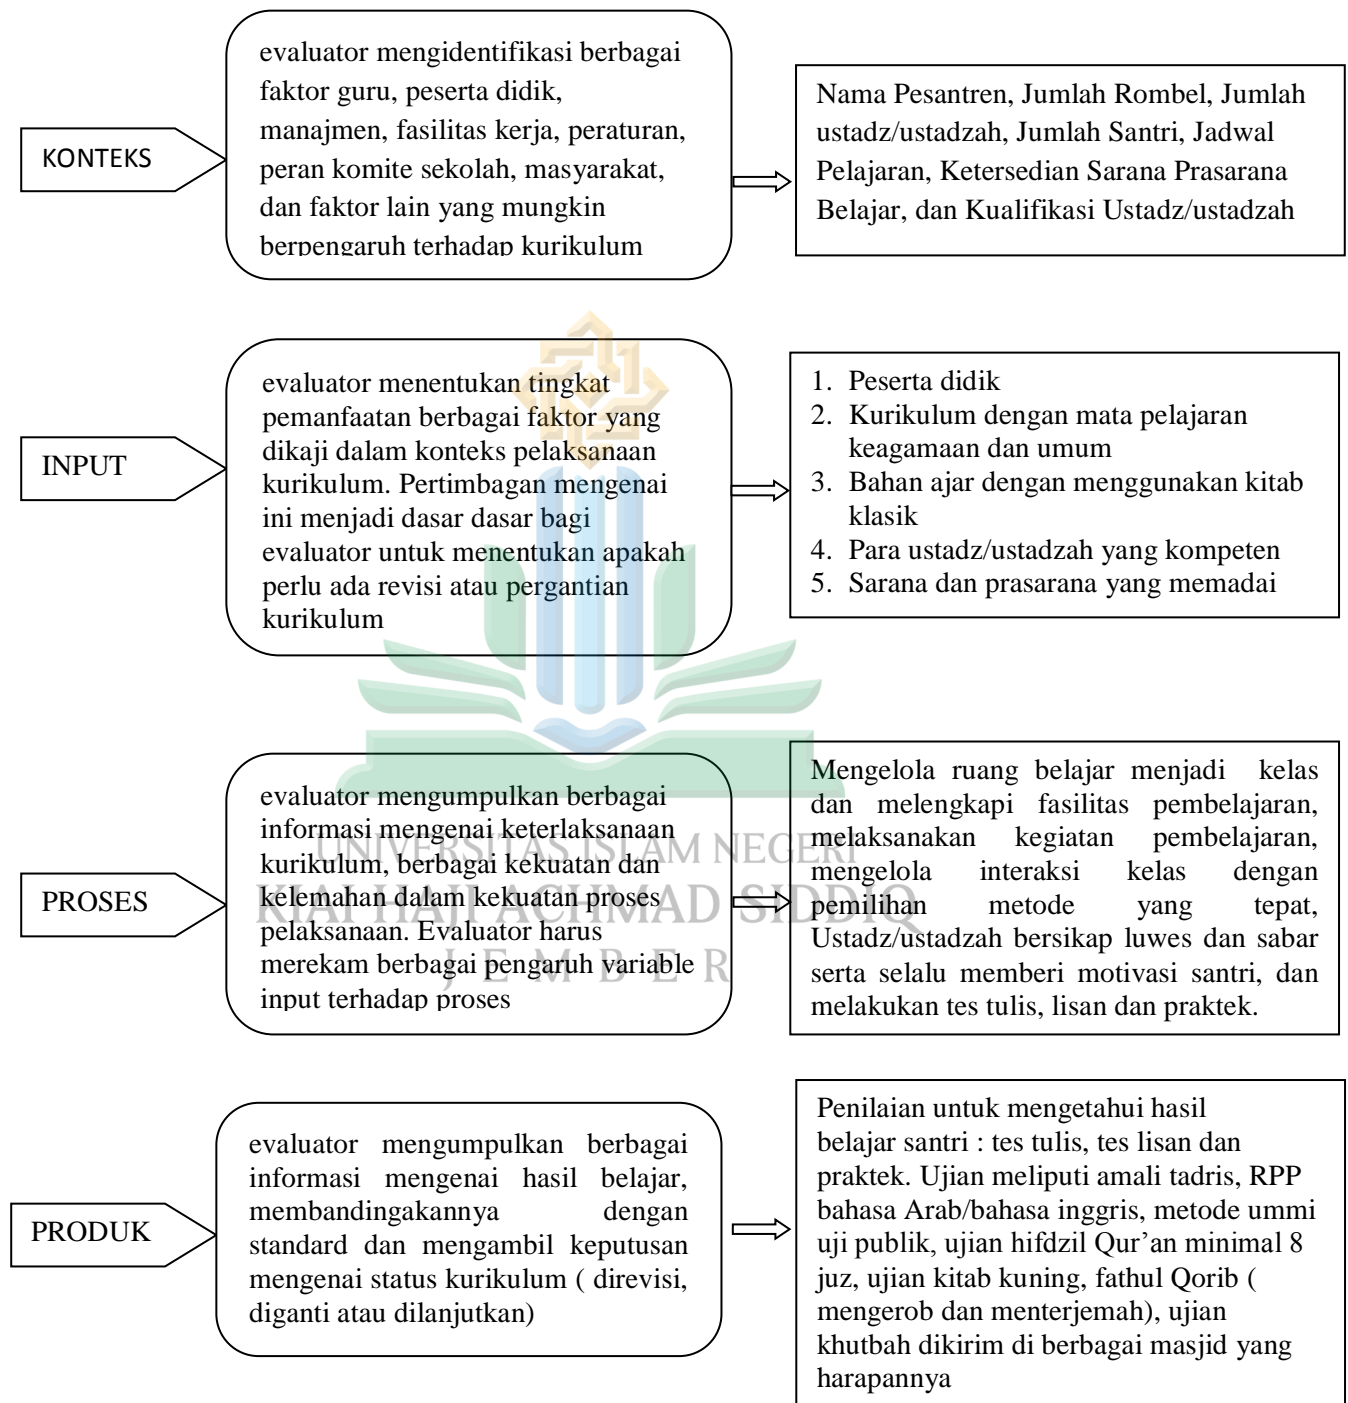 KONTEKS
evaluator mengidentifikasi berbagai
faktor guru, peserta didik,
manajmen, fasilitas kerja, peraturan,
peran komite sekolah, masyarakat,
dan faktor lain yang mungkin
berpengaruh terhadap kurikulum
Nama Pesantren, Jumlah Rombel, Jumlah
ustadz/ustadzah, Jumlah Santri, Jadwal
Pelajaran, Ketersedian Sarana Prasarana
Belajar, dan Kualifikasi Ustadz/ustadzah
INPUT
evaluator menentukan tingkat
pemanfaatan berbagai faktor yang
dikaji dalam konteks pelaksanaan
kurikulum. Pertimbagan mengenai
ini menjadi dasar dasar bagi
evaluator untuk menentukan apakah
perlu ada revisi atau pergantian
kurikulum
1. Peserta didik
2. Kurikulum dengan mata pelajaran
keagamaan dan umum
3. Bahan ajar dengan menggunakan kitab
klasik
4. Para ustadz/ustadzah yang kompeten
5. Sarana dan prasarana yang memadai
PROSES
evaluator mengumpulkan berbagai
informasi mengenai keterlaksanaan
kurikulum, berbagai kekuatan dan
kelemahan dalam kekuatan proses
pelaksanaan. Evaluator harus
merekam berbagai pengaruh variable
input terhadap proses
Mengelola ruang belajar menjadi kelas
dan melengkapi fasilitas pembelajaran,
melaksanakan kegiatan pembelajaran,
mengelola interaksi kelas dengan
pemilihan metode yang tepat,
Ustadz/ustadzah bersikap luwes dan sabar
serta selalu memberi motivasi santri, dan
melakukan tes tulis, lisan dan praktek.
UNIVERSITAS ISLAM NEGERI
KIAI HAJI ACHMAD SIDDIQ
J E M B E R
PRODUK
evaluator mengumpulkan berbagai
informasi mengenai hasil belajar,
membandingakannya dengan
standard dan mengambil keputusan
mengenai status kurikulum ( direvisi,
diganti atau dilanjutkan)
Penilaian untuk mengetahui hasil
belajar santri : tes tulis, tes lisan dan
praktek. Ujian meliputi amali tadris, RPP
bahasa Arab/bahasa inggris, metode ummi
uji publik, ujian hifdzil Qur’an minimal 8
juz, ujian kitab kuning, fathul Qorib (
mengerob dan menterjemah), ujian
khutbah dikirim di berbagai masjid yang
harapannya